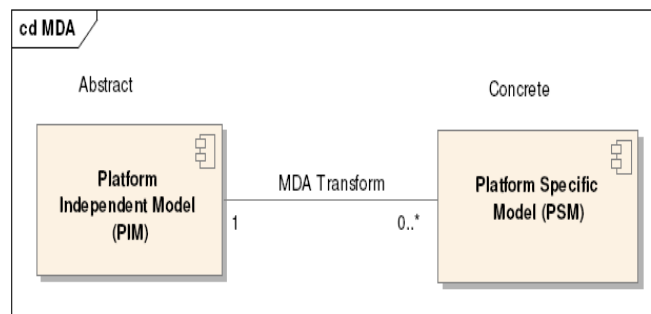 cd MDA
Abstract
Concrete
Platform
Independent Model
(PIM)
MDA Transform
1
0..*
Platform Specific
Model (PSM)